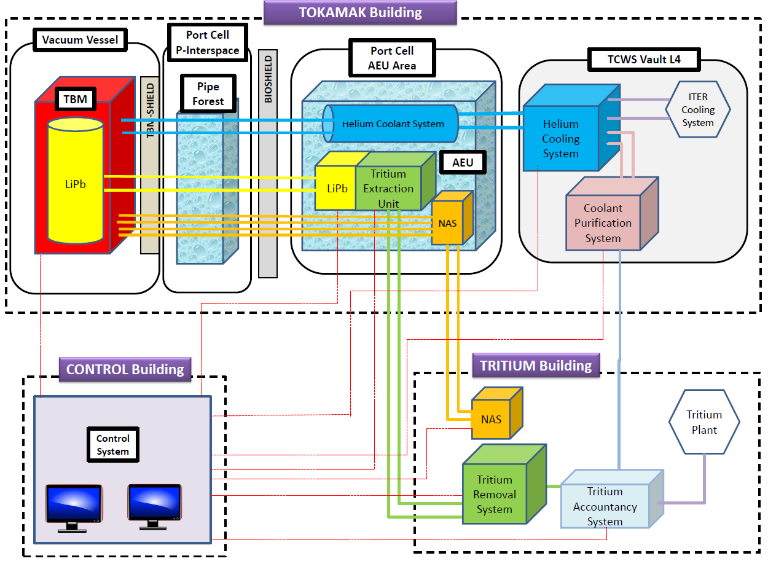 TOKAMAK Building
Vacuum Vessel
Port Cell
P-Interspace
Port Cell
AEU Area
TCWS Vault L4
TBM
TBM-SHIELD
Pipe
Forest
BIOSHIELD
Helium Coolant System
Helium
Cooling
System
ITER
Cooling
System
LiPb
LiPb
Tritium
Extraction
Unit
AEU
NAS
Coolant
Purification
System
CONTROL Building
TRITIUM Building
Control
System
NAS
Tritium
Plant
Tritium
Removal
System
Tritium
Accountancy
System